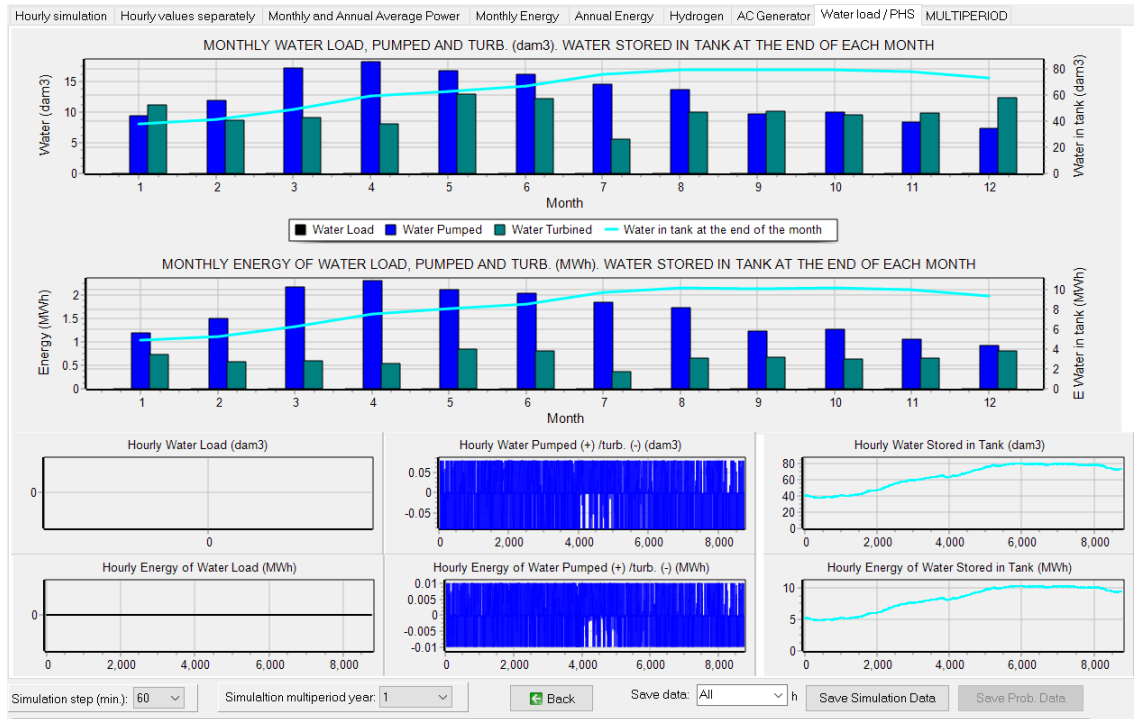 Hourly simulation Hourly values separately Monthly and Annual Average Power Monthly Energy Annual Energy Hydrogen AC Generator Water load / PHS MULTIPERIOD
MONTHLY WATER LOAD, PUMPED AND TURB. (dam3). WATER STORED IN TANK AT THE END OF EACH MONTH
Water (dam3)
15
10
5
0
80
60
40
20
0
Water in tank (dam3)
1 2 3 4 5 6 7 8 9 10 11 12
Month
Water Load Water Pumped Water Turbined Water in tank at the end of the month
MONTHLY ENERGY OF WATER LOAD, PUMPED AND TURB. (MWh). WATER STORED IN TANK AT THE END OF EACH MONTH
Energy (MWh)
2
1.5
1
0.5
0
10
8
6
4
2
0
E Water in tank (MWh)
1 2 3 4 5 6 7 8 9 10 11 12
Month
Hourly Water Load (dam3)
0
0
Hourly Water Pumped (+) /turb. (-) (dam3)
0.05
0
-0.05
0 2,000 4,000 6,000 8,000
Hourly Water Stored in Tank (dam3)
80
60
40
20
0
0 2,000 4,000 6,000 8,000
Hourly Energy of Water Load (MWh)
0
0 2,000 4,000 6,000 8,000
Hourly Energy of Water Pumped (+) /turb. (-) (MWh)
0.01
0.005
0
-0.005
-0.01
0 2,000 4,000 6,000 8,000
Hourly Energy of Water Stored in Tank (MWh)
10
5
0
0 2,000 4,000 6,000 8,000
Simulation step (min.): 60 Simulaltion multiperiod year: 1 Back Save data: All h Save Simulation Data Save Prob. Data